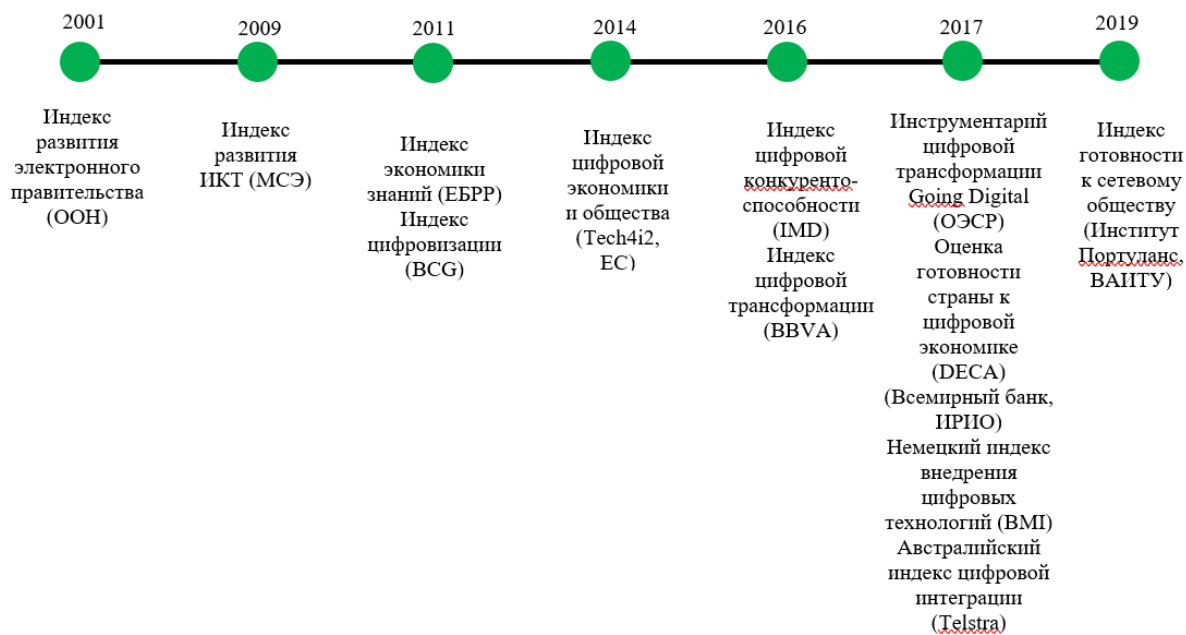 2001
Индекс
развития
электронного
правительства
(ООН)
2009
Индекс
развития
ИКТ (МСЭ)
2011
Индекс
экономики
знаний (ЕБРР)
Индекс
цифровизации
(BCG)
2014
Индекс
цифровой
экономики
и общества
(Tech4i2,
ЕС)
2016
Индекс
цифровой
конкуренто-
способности
(IMD)
Индекс
цифровой
трансформации
(BBVA)
2017
Инструментарий
цифровой
трансформации
Going Digital
(ОЭСР)
Оценка
готовности
страны к
цифровой
экономике
(DECA)
(Всемирный банк,
ИРИО)
Немецкий индекс
внедрения
цифровых
технологий (BMI)
Австралийский
индекс цифровой
интеграции
(Telstra)
2019
Индекс
готовности
к сетевому
обществу
(Институт
Портуланс,
ВАИТУ)